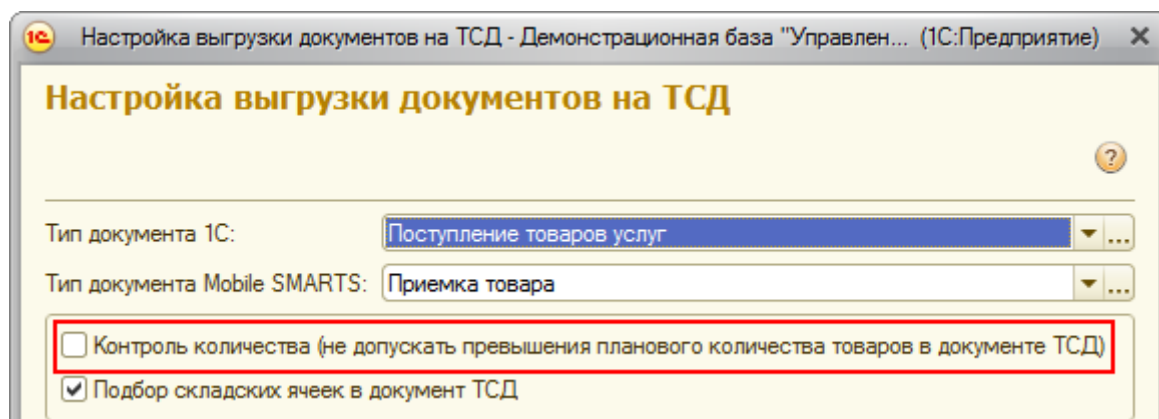 1С Настройка выгрузки документов на ТСД - Демонстрационная база "Управлен... (1С:Предприятие)
Настройка выгрузки документов на ТСД
?
Тип документа 1С: Поступление товаров услуг ...
Тип документа Mobile SMARTS: Приемка товара ...
Контроль количества (не допускать превышения планового количества товаров в документе ТСД)
Подбор складских ячеек в документ ТСД